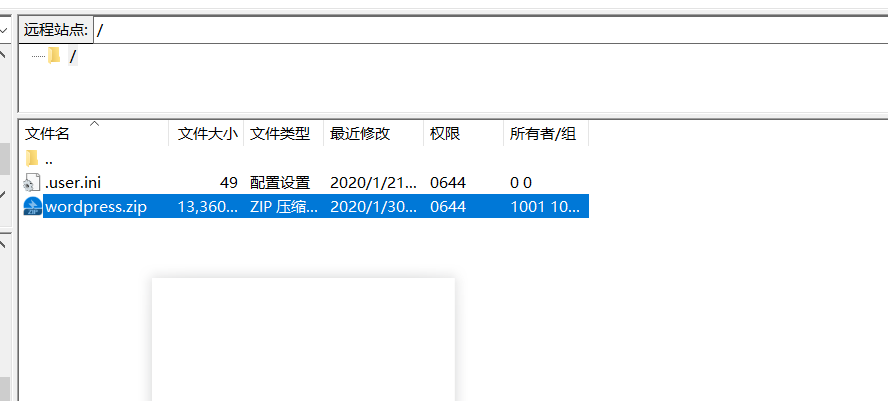 远程站点: /
/
文件名 文件大小 文件类型 最近修改 权限 所有者/组
..
.user.ini 49 配置设置 2020/1/21... 0644 0 0
wordpress.zip 13,360... ZIP 压缩... 2020/1/30... 0644 1001 10...